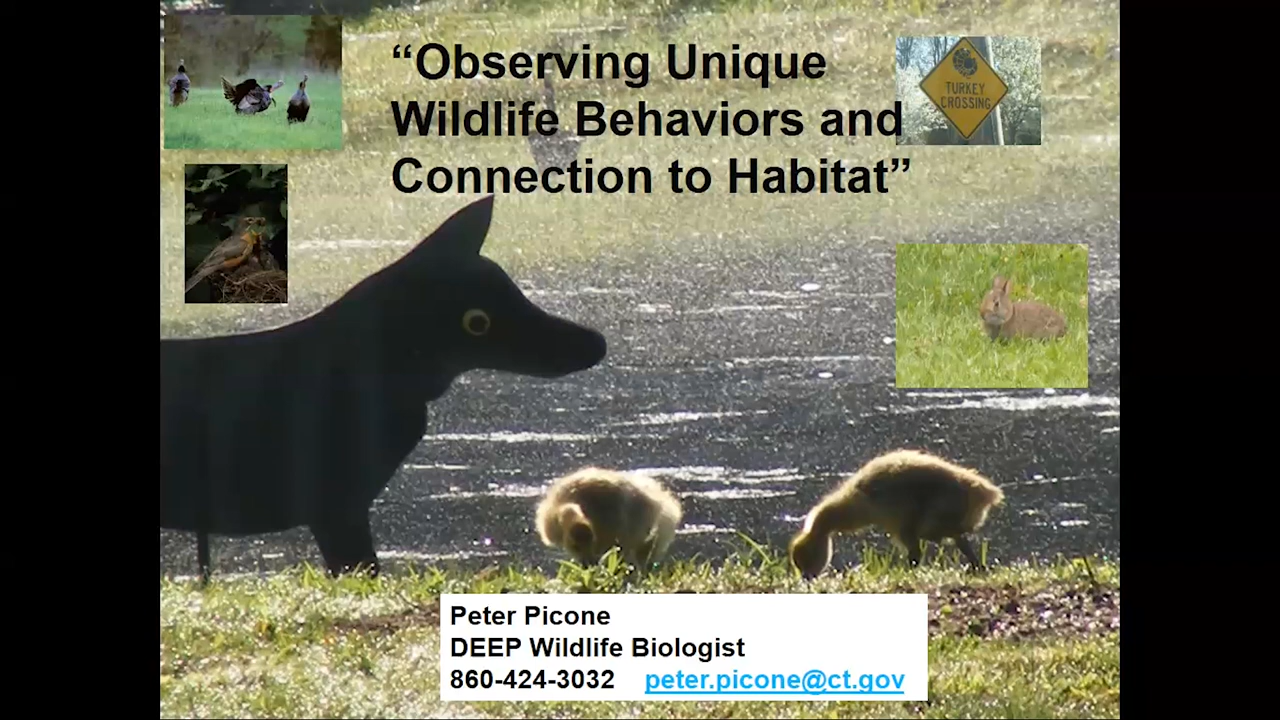 “Observing Unique
Wildlife Behaviors and
Connection to Habitat”
TURKEY
CROSSING
Peter Picone
DEEP Wildlife Biologist
860-424-3032 peter.picone@ct.gov